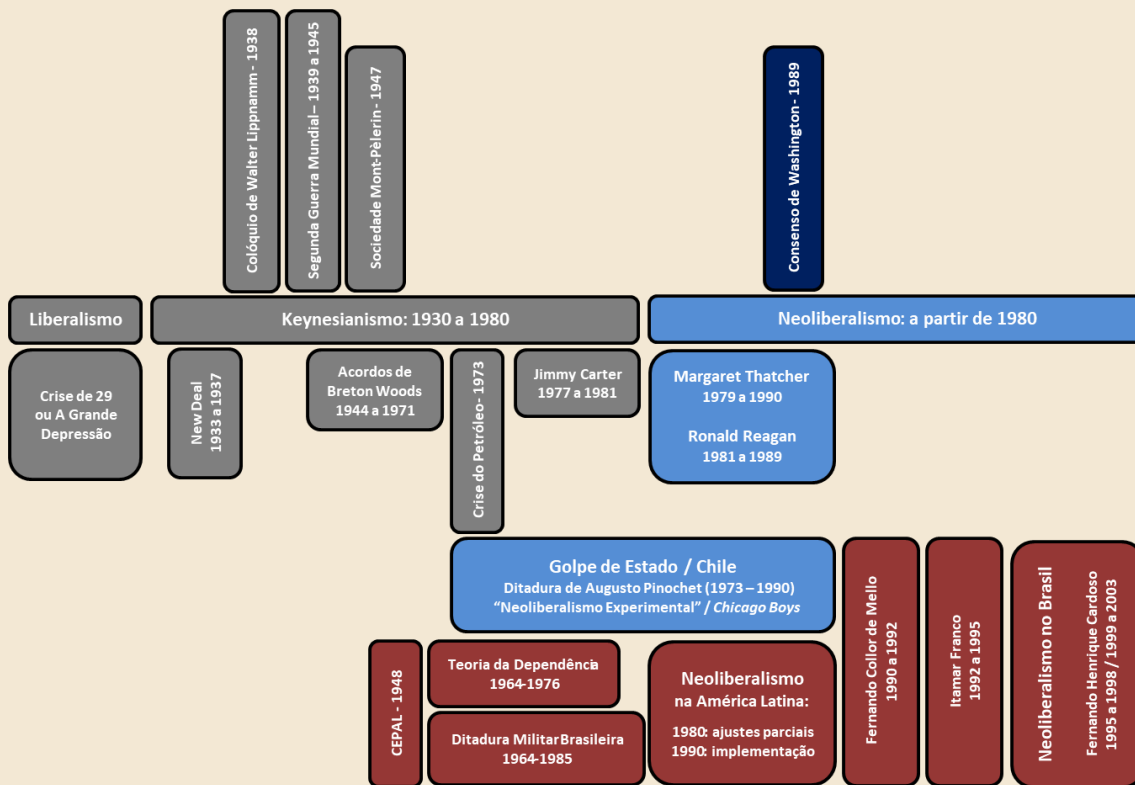 Colóquio de Walter Lippnamm - 1938
Segunda Guerra Mundial – 1939 a 1945
Sociedade Mont-Pèlerin - 1947
Consenso de Washington - 1989
Liberalismo
Keynesianismo: 1930 a 1980
Neoliberalismo: a partir de 1980
Crise de 29
ou A Grande
Depressão
New Deal
1933 a 1937
Acordos de
Breton Woods
1944 a 1971
Crise do Petróleo - 1973
Jimmy Carter
1977 a 1981
Margaret Thatcher
1979 a 1990
Ronald Reagan
1981 a 1989
Golpe de Estado / Chile
Ditadura de Augusto Pinochet (1973 – 1990)
“Neoliberalismo Experimental” / Chicago Boys
CEPAL - 1948
Teoria da Dependência
1964-1976
Ditadura Militar Brasileira
1964-1985
Neoliberalismo
na América Latina:
1980: ajustes parciais
1990: implementação
Fernando Collor de Mello
1990 a 1992
Itamar Franco
1992 a 1995
Neoliberalismo no Brasil
Fernando Henrique Cardoso
1995 a 1998 / 1999 a 2003